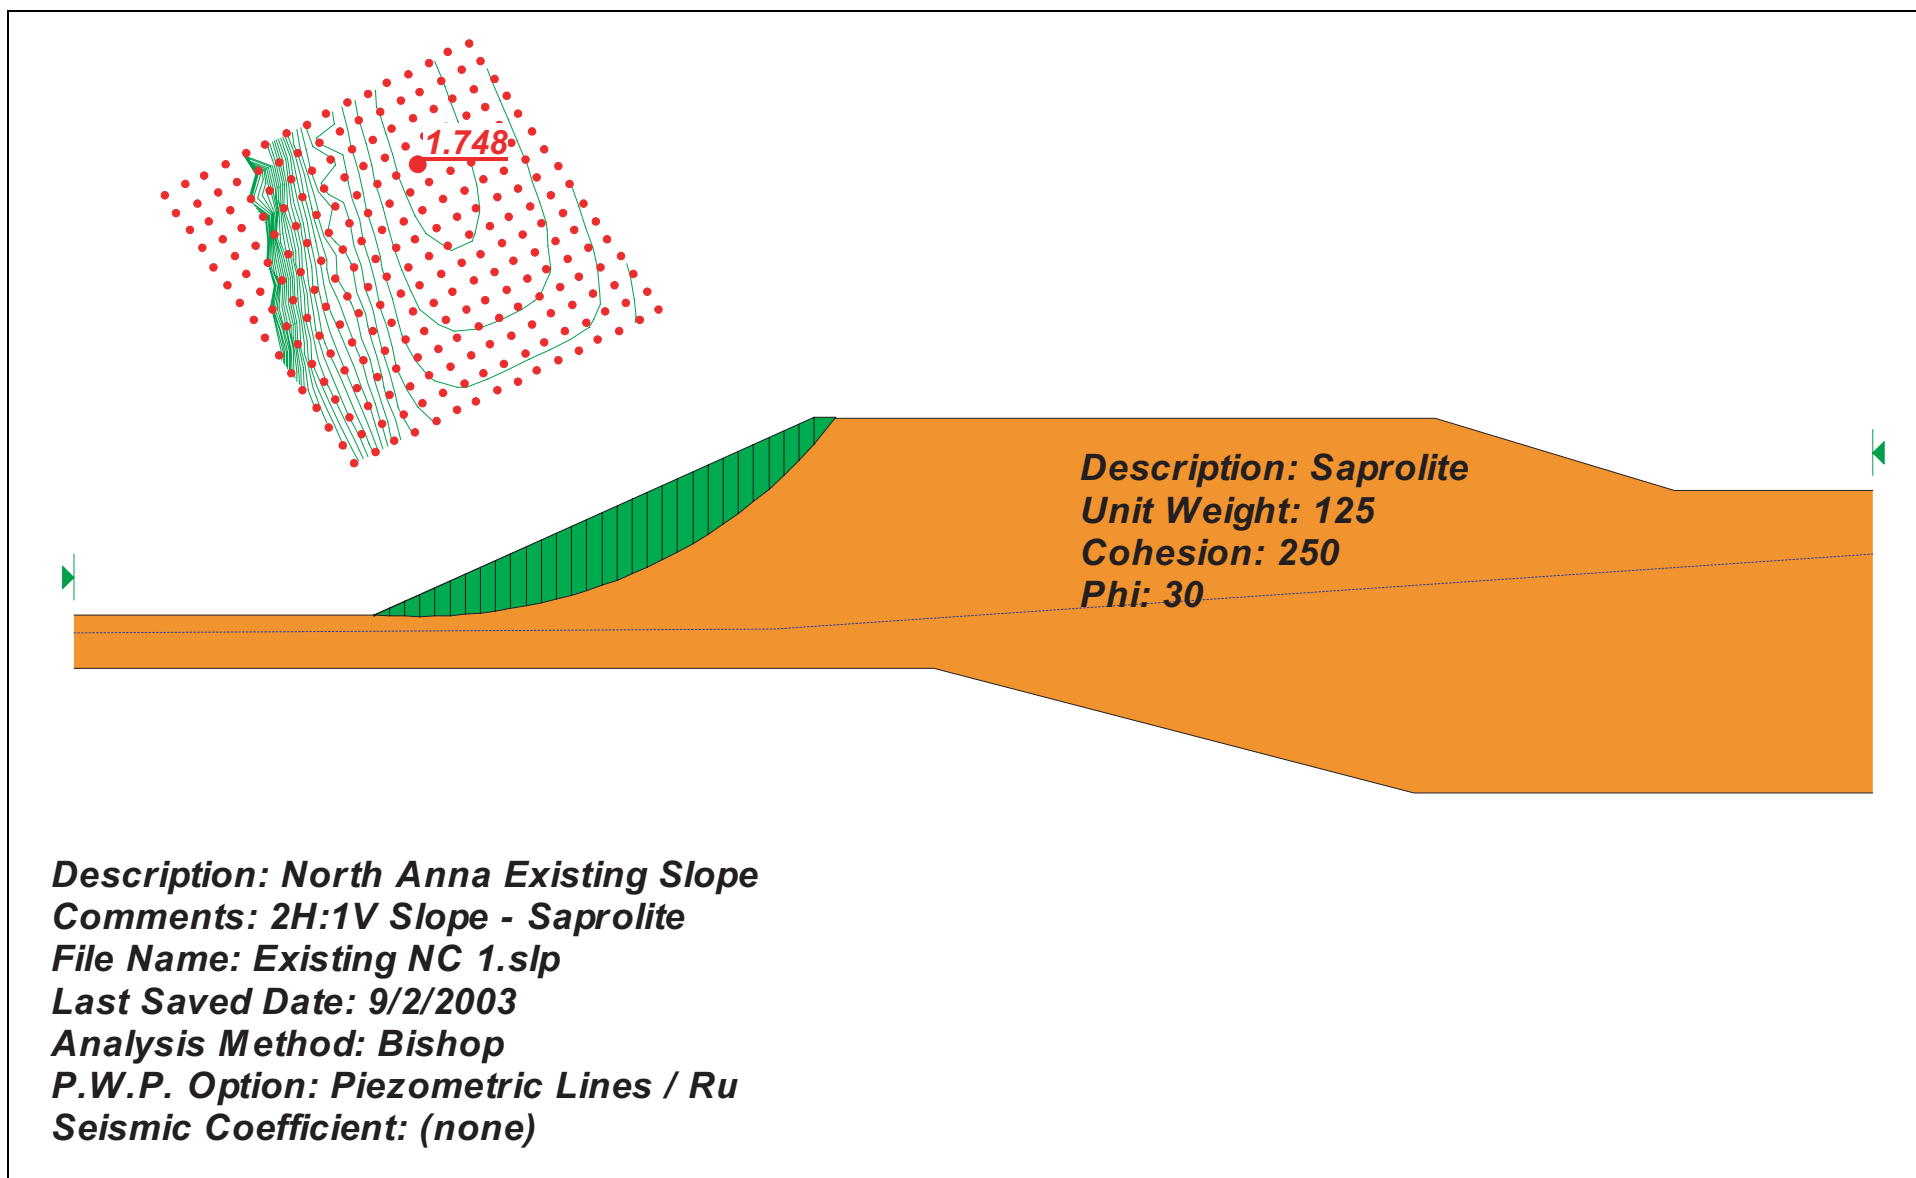 1.748
Description: Saprolite
Unit Weight: 125
Cohesion: 250
Phi: 30
Description: North Anna Existing Slope
Comments: 2H:1V Slope - Saprolite
File Name: Existing NC 1.slp
Last Saved Date: 9/2/2003
Analysis Method: Bishop
P.W.P. Option: Piezometric Lines / Ru
Seismic Coefficient: (none)